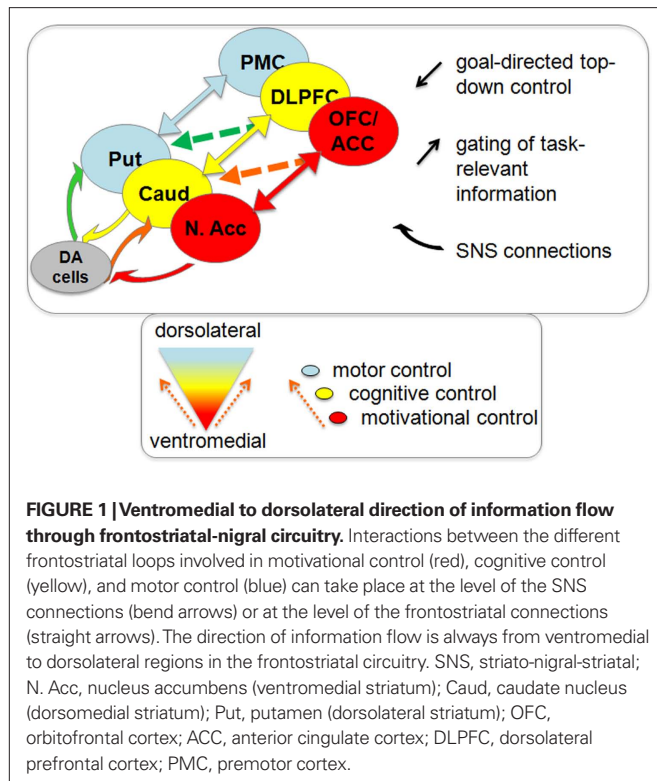 PMC
DLPFC
OFC/
ACC
Put
Caud
N. Acc
DA
cells
goal-directed top-
down control
gating of task-
relevant
information
SNS connections
dorsolateral
ventromedial
motor control
cognitive control
motivational control
FIGURE 1 | Ventromedial to dorsolateral direction of information flow
through frontostriatal-nigral circuitry. Interactions between the different
frontostriatal loops involved in motivational control (red), cognitive control
(yellow), and motor control (blue) can take place at the level of the SNS
connections (bend arrows) or at the level of the frontostriatal connections
(straight arrows). The direction of information flow is always from ventromedial
to dorsolateral regions in the frontostriatal circuitry. SNS, striato-nigral-striatal;
N. Acc, nucleus accumbens (ventromedial striatum); Caud, caudate nucleus
(dorsomedial striatum); Put, putamen (dorsolateral striatum); OFC,
orbitofrontal cortex; ACC, anterior cingulate cortex; DLPFC, dorsolateral
prefrontal cortex; PMC, premotor cortex.